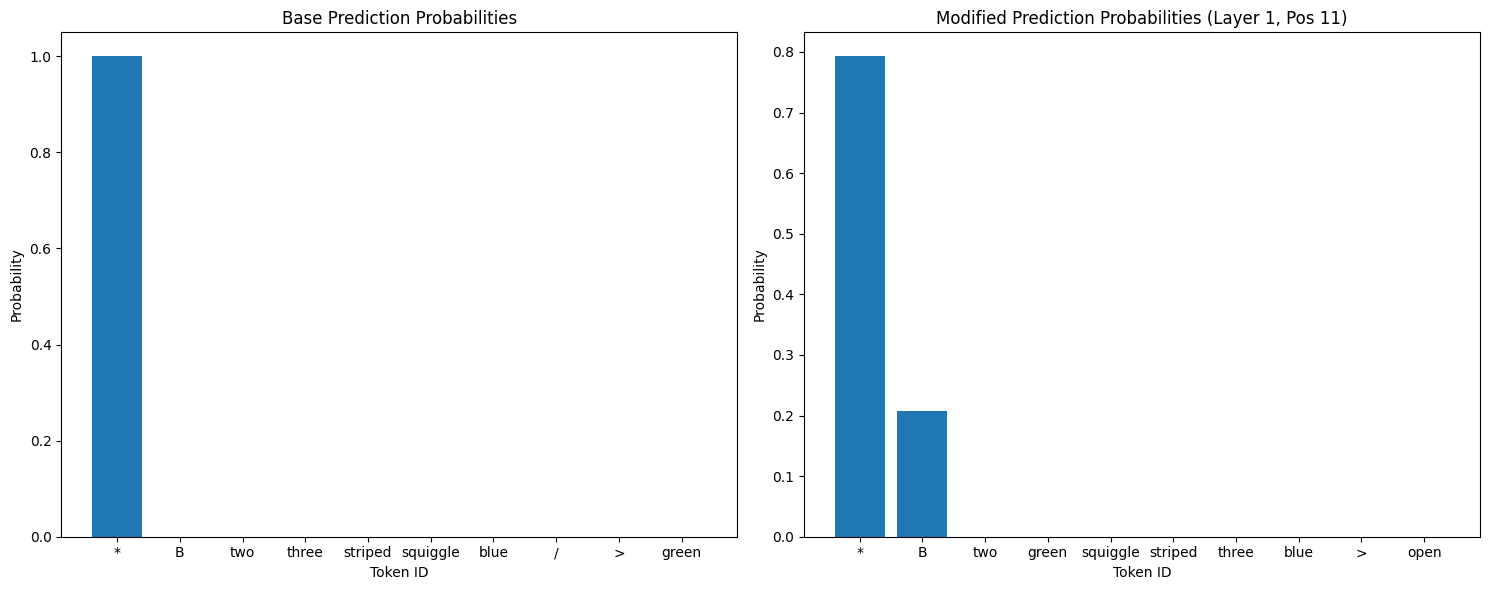 Base Prediction Probabilities
1.0
0.8
0.6
0.4
0.2
0.0
Probability
* B two three striped squiggle blue / > green
Token ID
Modified Prediction Probabilities (Layer 1, Pos 11)
0.8
0.7
0.6
0.5
0.4
0.3
0.2
0.1
0.0
Probability
* B two green squiggle striped three blue > open
Token ID